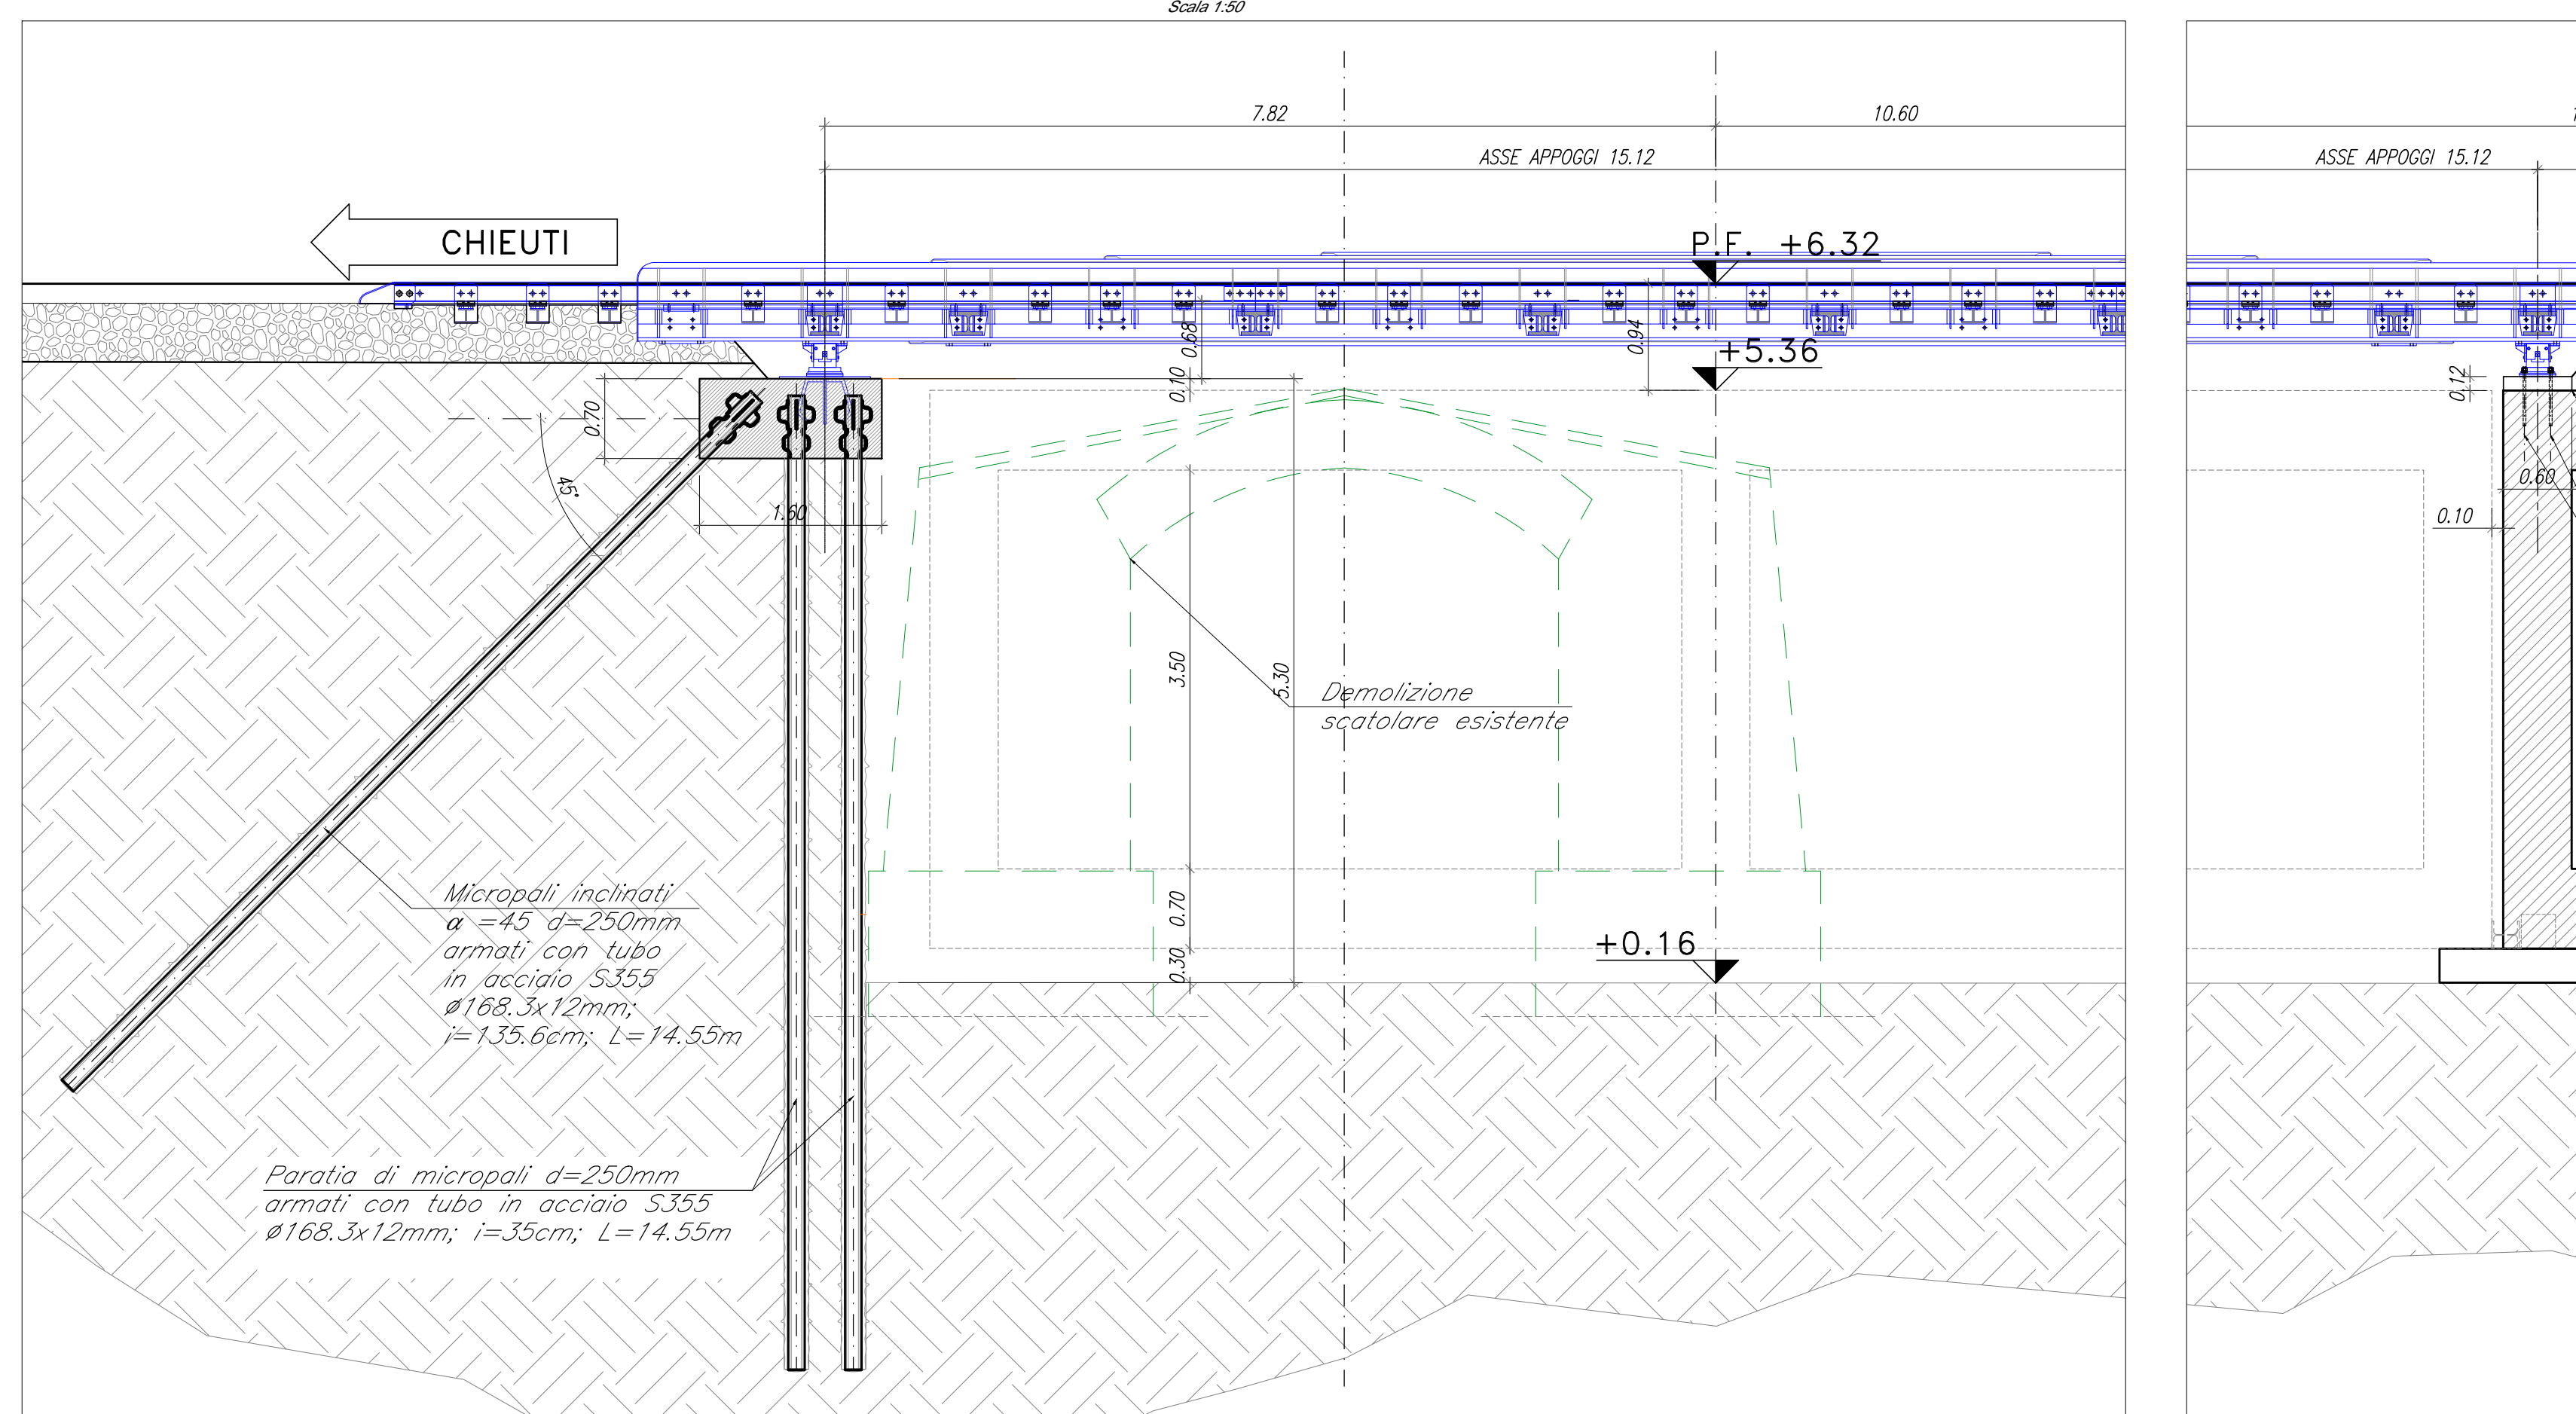 Scala 1:50
7.82
10.60
ASSE APPOGGI 15.12
ASSE APPOGGI 15.12
CHIEUTI
P.F. +6.32
0.68
0.94
+5.36
0.10
0.12
0.70
45°
1.60
0.60
0.10
3.50
5.30
Demolizione
scatolare esistente
Micropali inclinati
α =45 d=250mm
armati con tubo
in acciaio S355
ø168.3x12mm;
i=135.6cm; L=14.55m
0.70
+0.16
0.30
Paratia di micropali d=250mm
armati con tubo in acciaio S355
ø168.3x12mm; i=35cm; L=14.55m